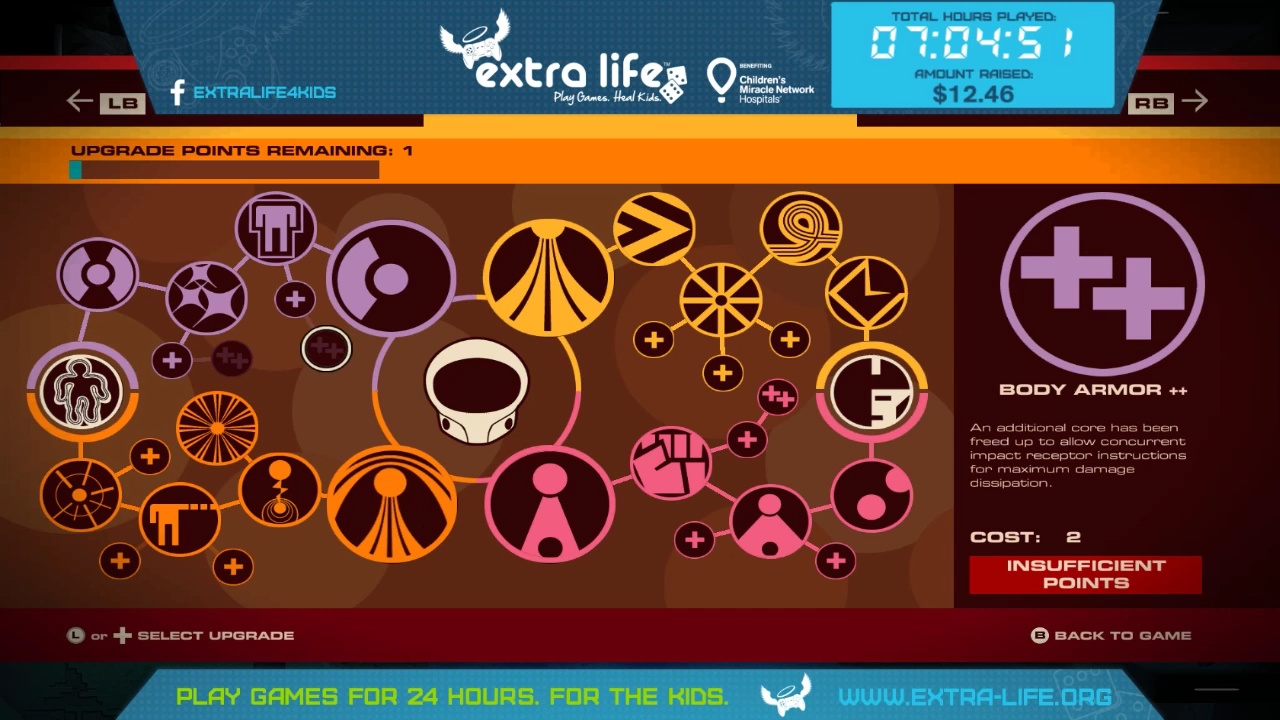 TOTAL HOURS PLAYED:
07:04:51
AMOUNT RAISED:
$12.46
extra life™
Play Games. Heal Kids.
BENEFITING
Children's
Miracle Network
Hospitals®
f EXTRALIFE4KIDS
LB
RB
UPGRADE POINTS REMAINING: 1
BODY ARMOR ++
An additional core has been
freed up to allow concurrent
impact receptor instructions
for maximum damage
dissipation.
COST: 2
INSUFFICIENT
POINTS
L or + SELECT UPGRADE
B BACK TO GAME
PLAY GAMES FOR 24 HOURS. FOR THE KIDS.
WWW.EXTRA-LIFE.ORG